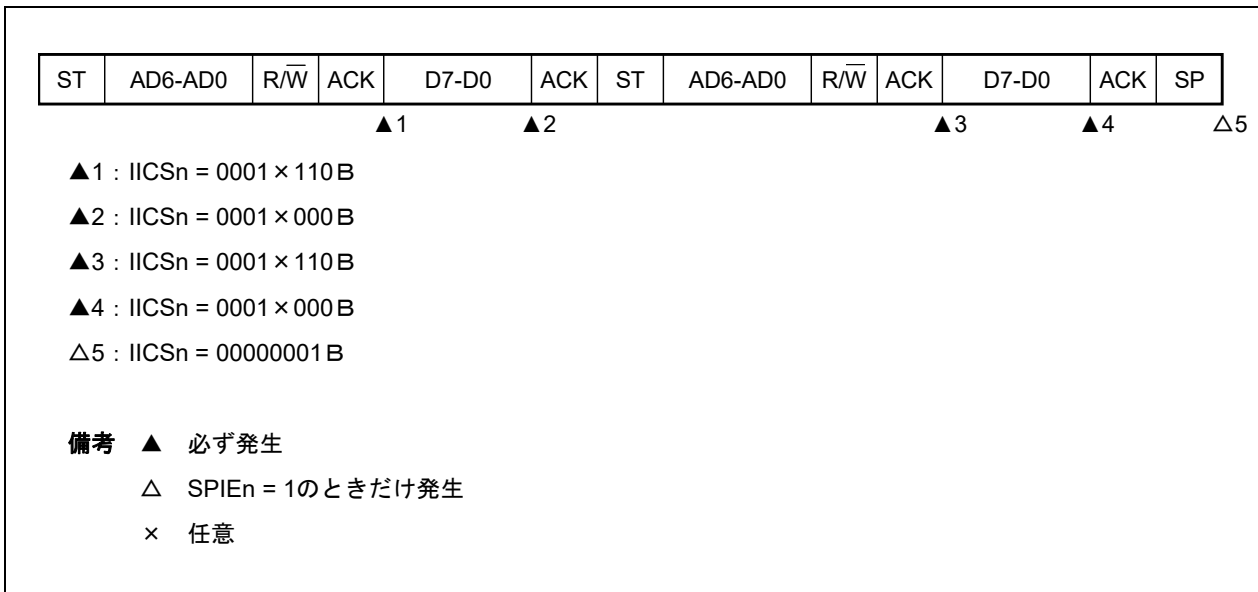 ST AD6-AD0 R/W̅ ACK D7-D0 ACK ST AD6-AD0 R/W̅ ACK D7-D0 ACK SP
▲1 ▲2 ▲3 ▲4 △5
▲1：IICSn = 0001×110B
▲2：IICSn = 0001×000B
▲3：IICSn = 0001×110B
▲4：IICSn = 0001×000B
△5：IICSn = 00000001B
備考 ▲ 必ず発生
△ SPIEn = 1のときだけ発生
× 任意